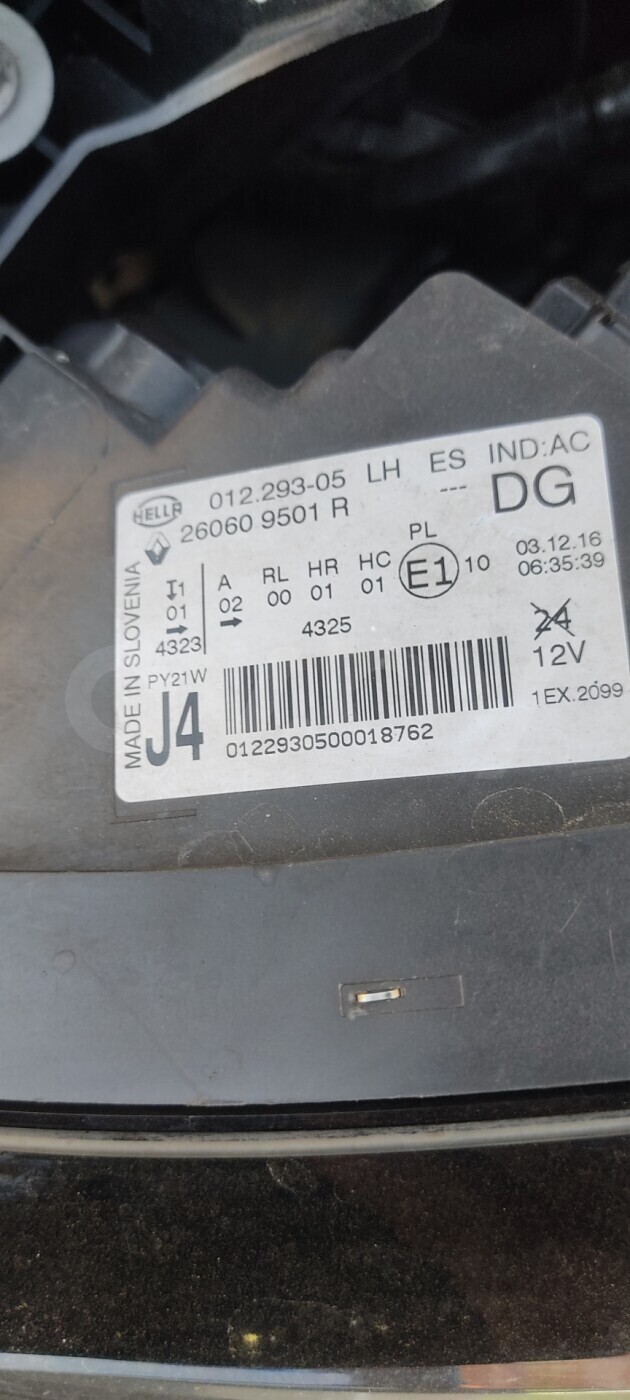 HELLA 012.293-05 LH ES IND:AC
26060 9501 R --- DG
MADE IN SLOVENIA
1 A RL HR HC PL
01 02 00 01 01 E1 10
03.12.16
06:35:39
4323 4325
24
12V
PY21W
J4
1EX.2099
0122930500018762